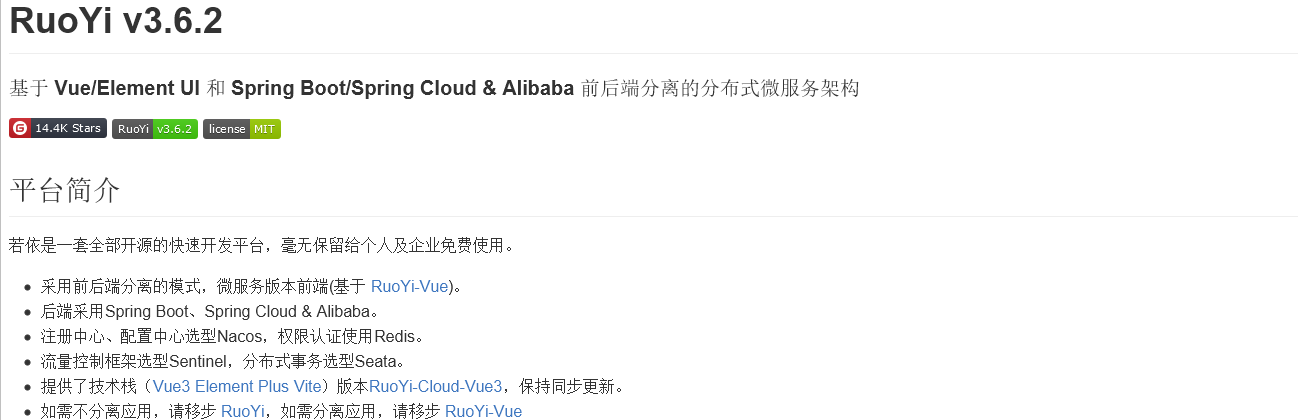 RuoYi v3.6.2
基于 Vue/Element UI 和 Spring Boot/Spring Cloud & Alibaba 前后端分离的分布式微服务架构
14.4K Stars RuoYi v3.6.2 license MIT
平台简介
若依是一套全部开源的快速开发平台，毫无保留给个人及企业免费使用。
采用前后端分离的模式，微服务版本前端(基于 RuoYi-Vue)。
后端采用Spring Boot、Spring Cloud & Alibaba。
注册中心、配置中心选型Nacos，权限认证使用Redis。
流量控制框架选型Sentinel，分布式事务选型Seata。
提供了技术栈（Vue3 Element Plus Vite）版本RuoYi-Cloud-Vue3，保持同步更新。
如需不分离应用，请移步 RuoYi，如需分离应用，请移步 RuoYi-Vue